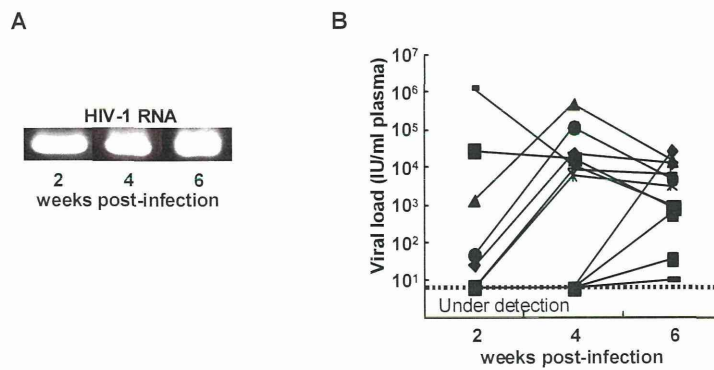 A
HIV-1 RNA
2 4 6
weeks post-infection
B
Viral load (IU/ml plasma)
10⁷
10⁶
10⁵
10⁴
10³
10²
10¹
Under detection
2 4 6
weeks post-infection